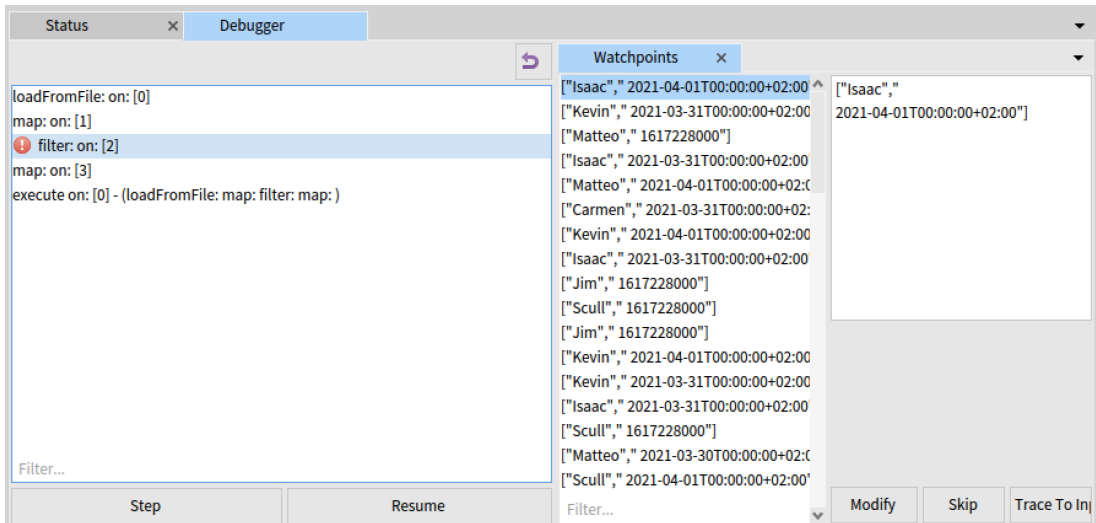 Status
Debugger
Watchpoints
loadFromFile: on: [0]
map: on: [1]
filter: on: [2]
map: on: [3]
execute on: [0] - (loadFromFile: map: filter: map: )
Filter...
Step
Resume
["Isaac"," 2021-04-01T00:00:00+02:00"
["Kevin"," 2021-03-31T00:00:00+02:00
["Matteo"," 1617228000"]
["Isaac"," 2021-03-31T00:00:00+02:00"
["Matteo"," 2021-04-01T00:00:00+02:0
["Carmen"," 2021-03-31T00:00:00+02:
["Kevin"," 2021-04-01T00:00:00+02:00
["Isaac"," 2021-03-31T00:00:00+02:00"
["Jim"," 1617228000"]
["Scull"," 1617228000"]
["Jim"," 1617228000"]
["Kevin"," 2021-04-01T00:00:00+02:00
["Kevin"," 2021-03-31T00:00:00+02:00
["Isaac"," 2021-03-31T00:00:00+02:00"
["Scull"," 1617228000"]
["Matteo"," 2021-03-30T00:00:00+02:0
["Scull"," 2021-04-01T00:00:00+02:00"
Filter...
["Isaac","
2021-04-01T00:00:00+02:00"]
Modify
Skip
Trace To Inp